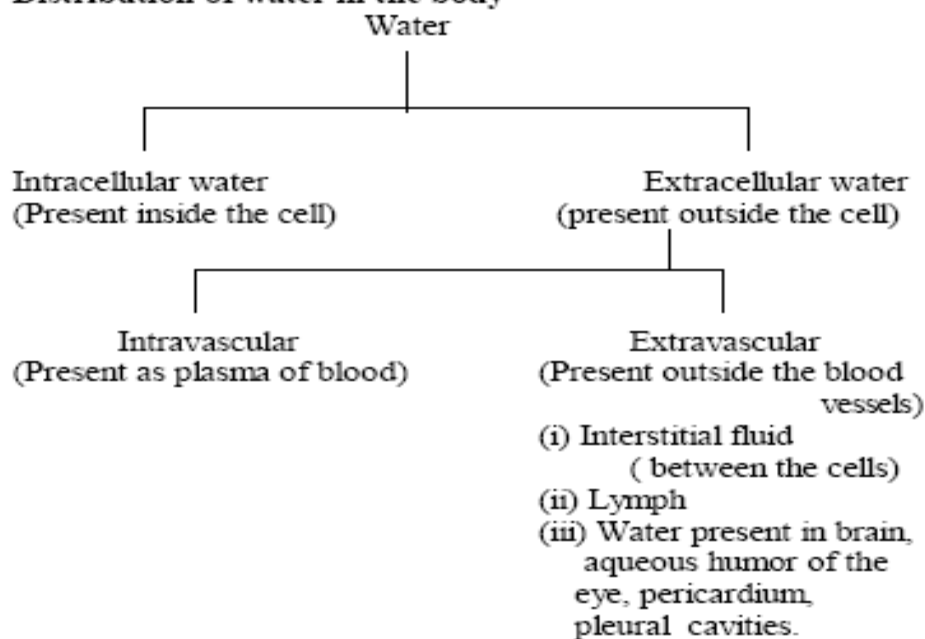 Distribution of water in the body
Water
Intracellular water
(Present inside the cell)
Extracellular water
(present outside the cell)
Intravascular
(Present as plasma of blood)
Extravascular
(Present outside the blood
vessels)
(i) Interstitial fluid
( between the cells)
(ii) Lymph
(iii) Water present in brain,
aqueous humor of the
eye, pericardium,
pleural cavities.